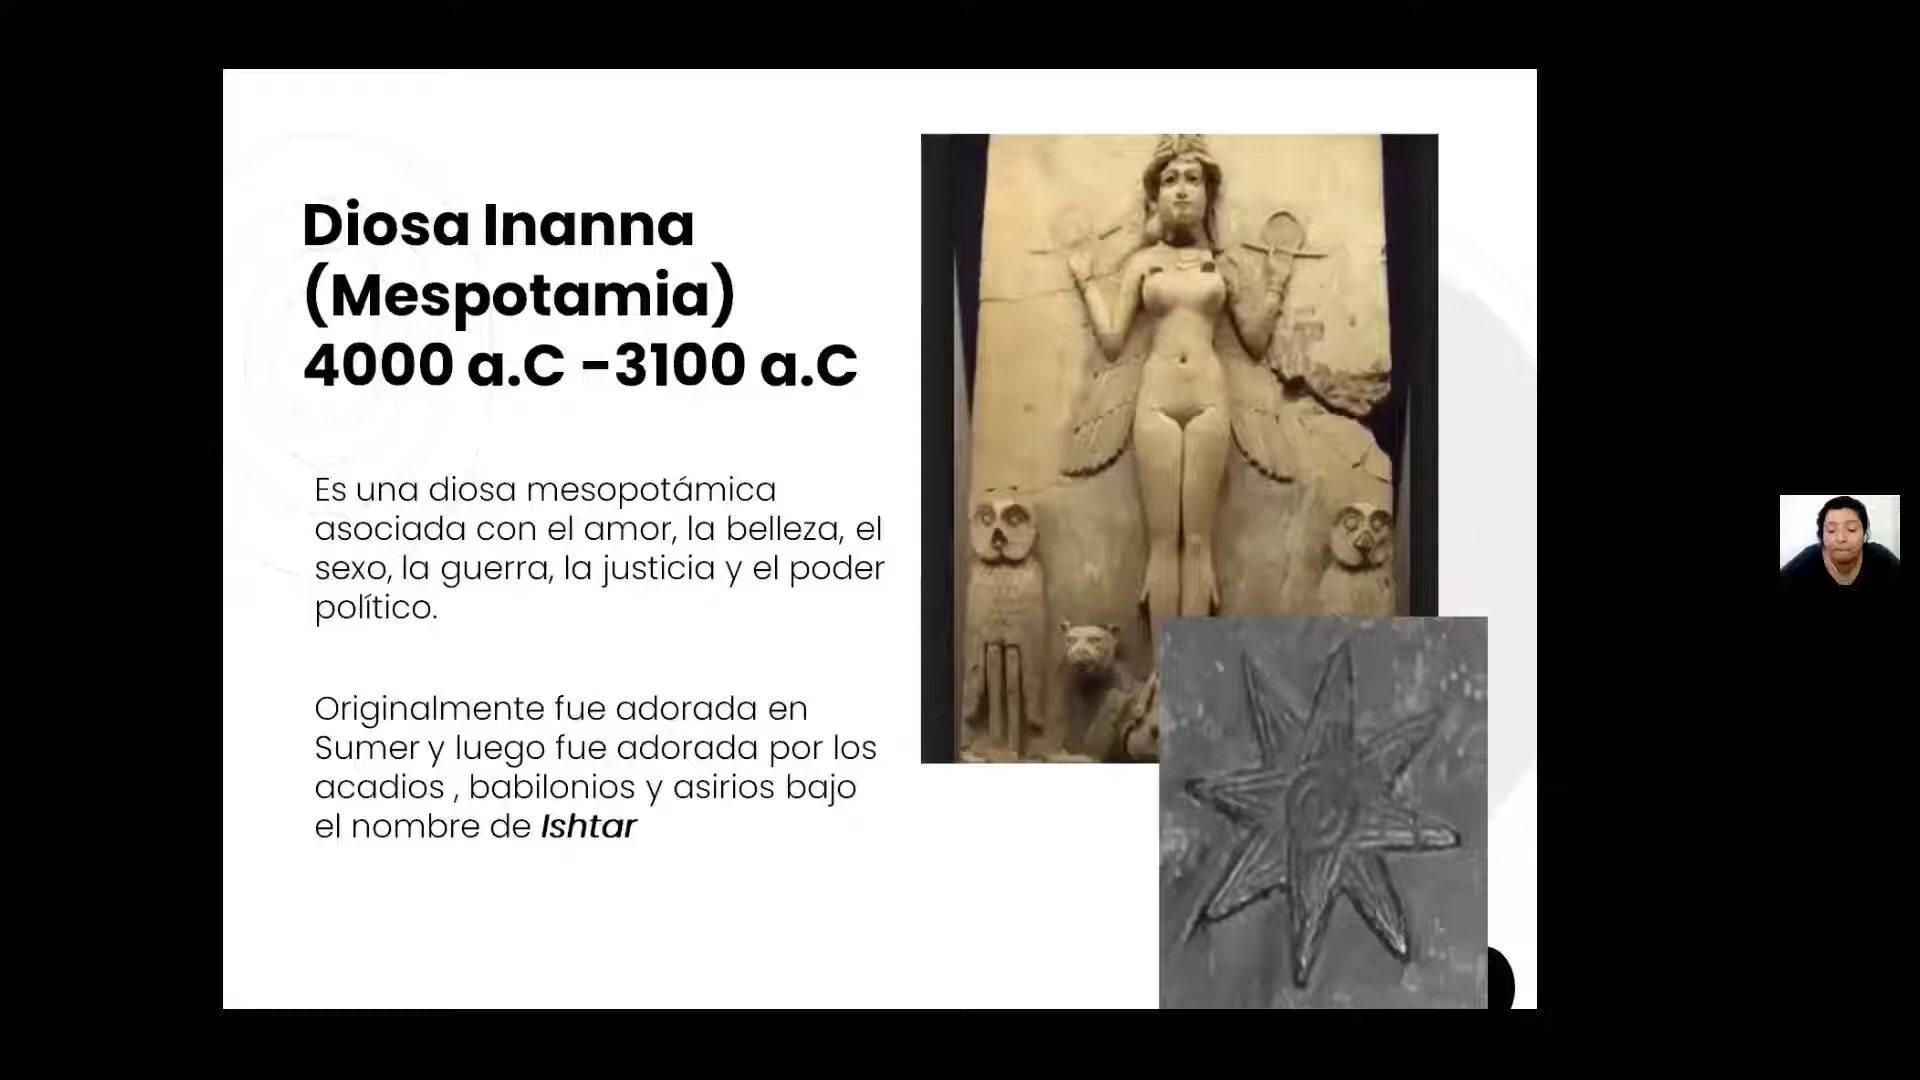 Diosa Inanna
(Mespotamia)
4000 a.C -3100 a.C
Es una diosa mesopotámica
asociada con el amor, la belleza, el
sexo, la guerra, la justicia y el poder
político.
Originalmente fue adorada en
Sumer y luego fue adorada por los
acadios , babilonios y asirios bajo
el nombre de Ishtar